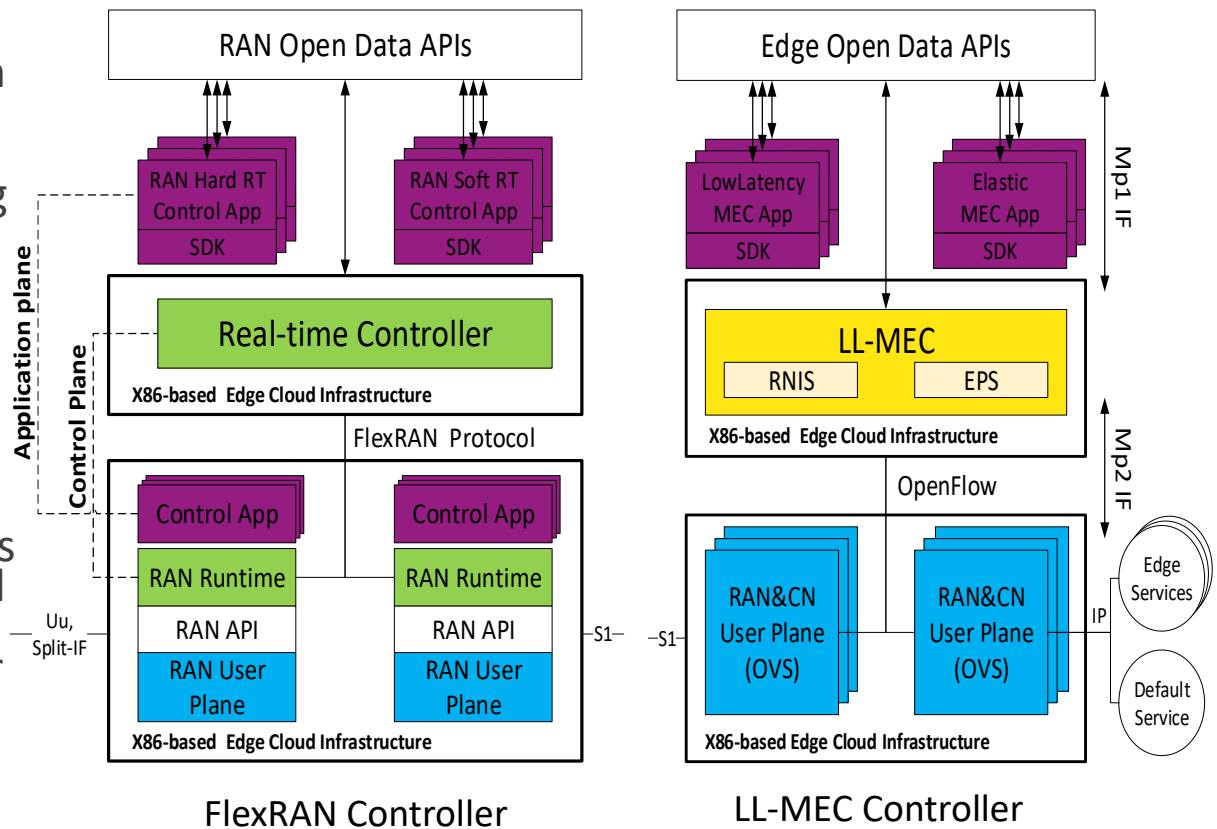 RAN Open Data APIs
RAN Hard RT
Control App
SDK
RAN Soft RT
Control App
SDK
Application plane
Control Plane
Real-time Controller
X86-based Edge Cloud Infrastructure
FlexRAN Protocol
Control App
Control App
RAN Runtime
RAN Runtime
RAN API
RAN API
RAN User
Plane
RAN User
Plane
Uu,
Split-IF
S1
X86-based Edge Cloud Infrastructure
FlexRAN Controller
Edge Open Data APIs
LowLatency
MEC App
SDK
Elastic
MEC App
SDK
Mp1 IF
LL-MEC
RNIS
EPS
X86-based Edge Cloud Infrastructure
Mp2 IF
OpenFlow
S1
RAN&CN
User Plane
(OVS)
RAN&CN
User Plane
(OVS)
IP
Edge
Services
Default
Service
X86-based Edge Cloud Infrastructure
LL-MEC Controller